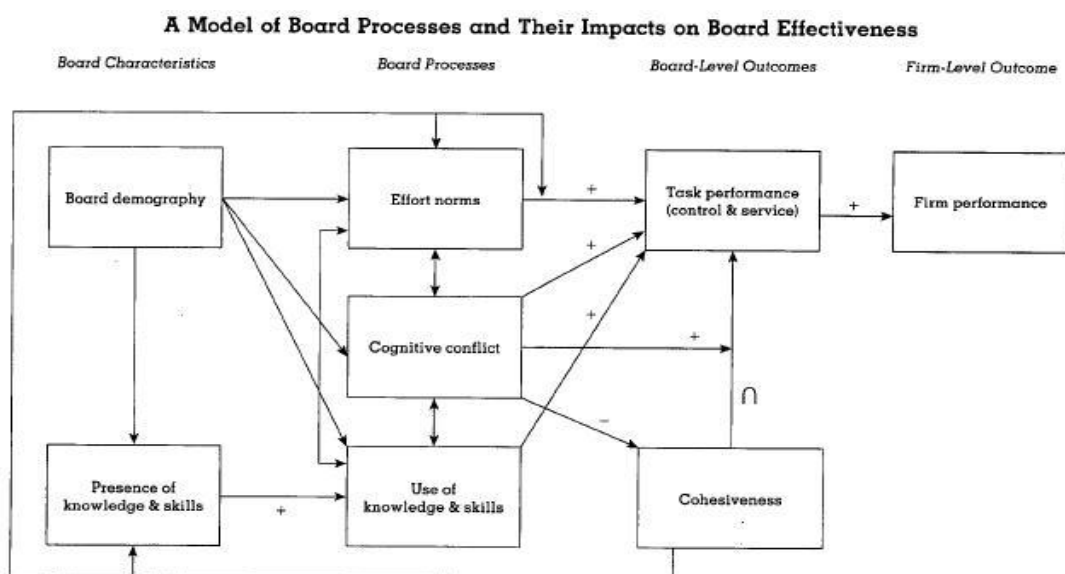 A Model of Board Processes and Their Impacts on Board Effectiveness
Board Characteristics
Board Processes
Board-Level Outcomes
Firm-Level Outcome
Board demography
Effort norms
+
Task performance
(control & service)
+
Firm performance
+
+
Cognitive conflict
+
∩
–
Presence of
knowledge & skills
+
Use of
knowledge & skills
Cohesiveness